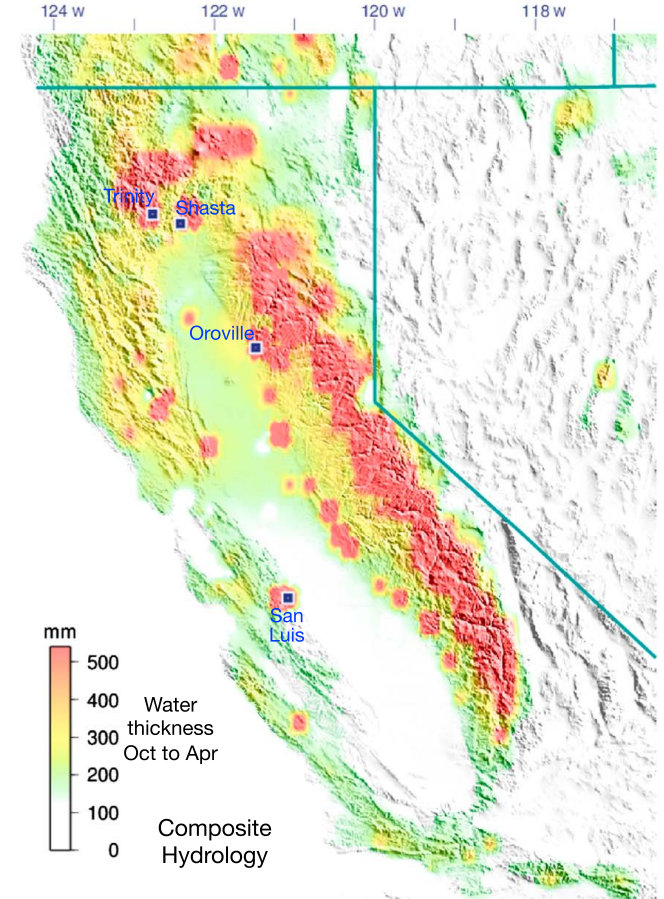 124 W 122 W 120 W 118 W
Trinity
Shasta
Oroville
San
Luis
mm
500
400
300
200
100
0
Water
thickness
Oct to Apr
Composite
Hydrology